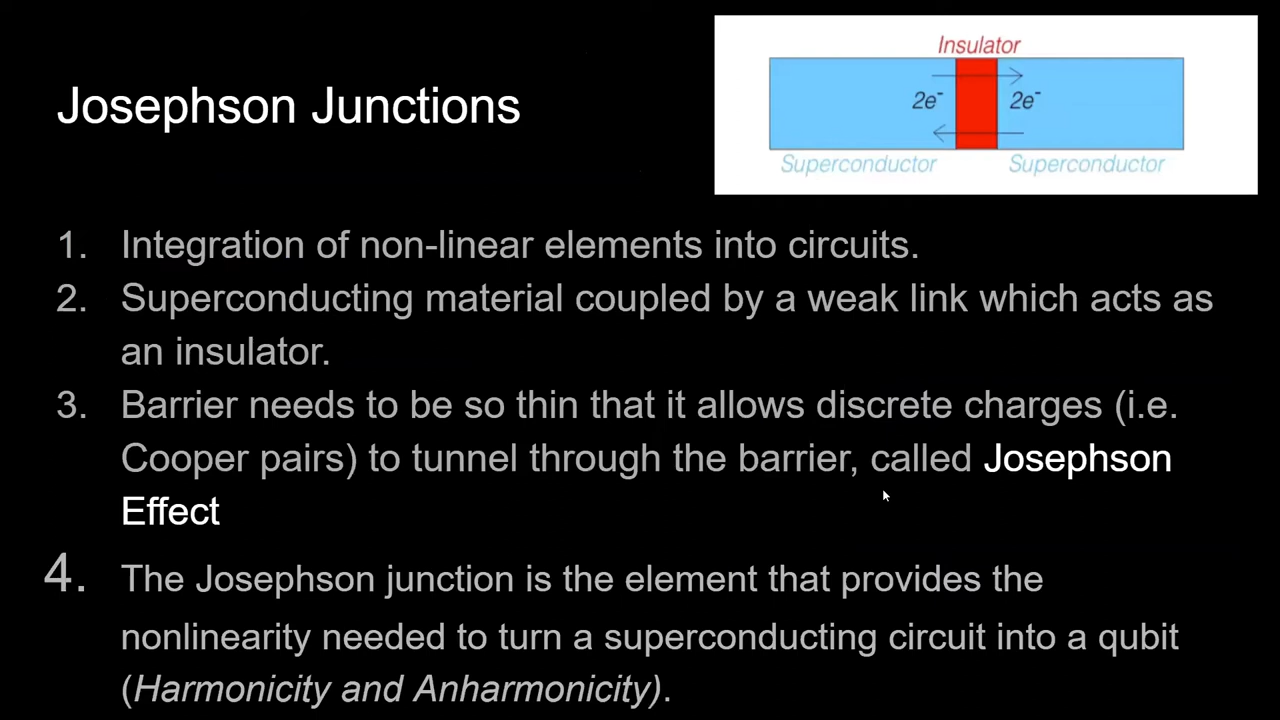 Josephson Junctions
Insulator
2e-
2e-
Superconductor
Superconductor
1. Integration of non-linear elements into circuits.
2. Superconducting material coupled by a weak link which acts as
an insulator.
3. Barrier needs to be so thin that it allows discrete charges (i.e.
Cooper pairs) to tunnel through the barrier, called Josephson
Effect
4. The Josephson junction is the element that provides the
nonlinearity needed to turn a superconducting circuit into a qubit
(Harmonicity and Anharmonicity).